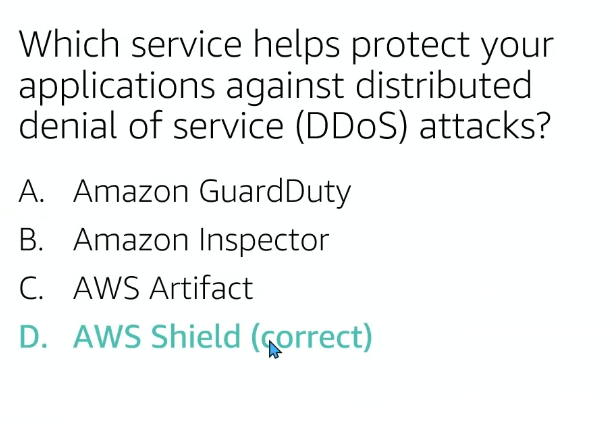 Which service helps protect your
applications against distributed
denial of service (DDoS) attacks?
A. Amazon GuardDuty
B. Amazon Inspector
C. AWS Artifact
D. AWS Shield (correct)